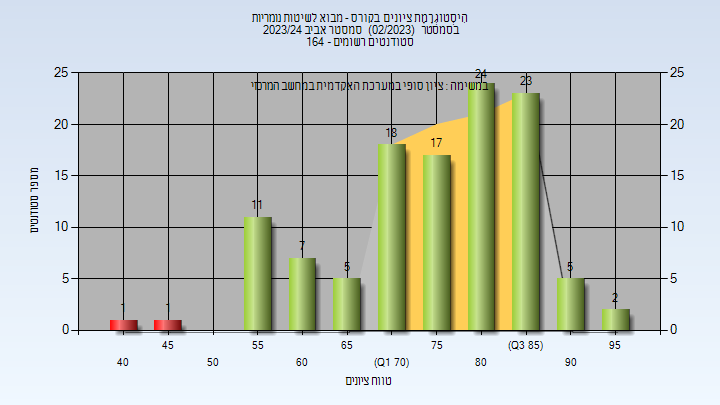 היסטוגרמת ציונים בקורס - מבוא לשיטות נומריות
בסמסטר (02/2023) סמסטר אביב 2023/24
סטודנטים רשומים - 164
במשימה : ציון סופי במערכת האקדמית במחשב המרכזי
25 25
20 20
15 15
10 10
5 5
0 0
מספר סטודנטים
1 1 11 7 5 18 17 24 23 5 2
45 55 65 75 (Q3 85) 95
40 50 60 (Q1 70) 80 90
טווח ציונים